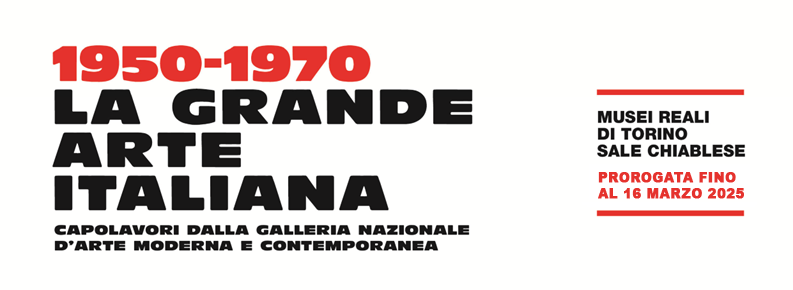 1950-1970
LA GRANDE
ARTE
ITALIANA
CAPOLAVORI DALLA GALLERIA NAZIONALE
D'ARTE MODERNA E CONTEMPORANEA
MUSEI REALI
DI TORINO
SALE CHIABLESE
PROROGATA FINO
AL 16 MARZO 2025